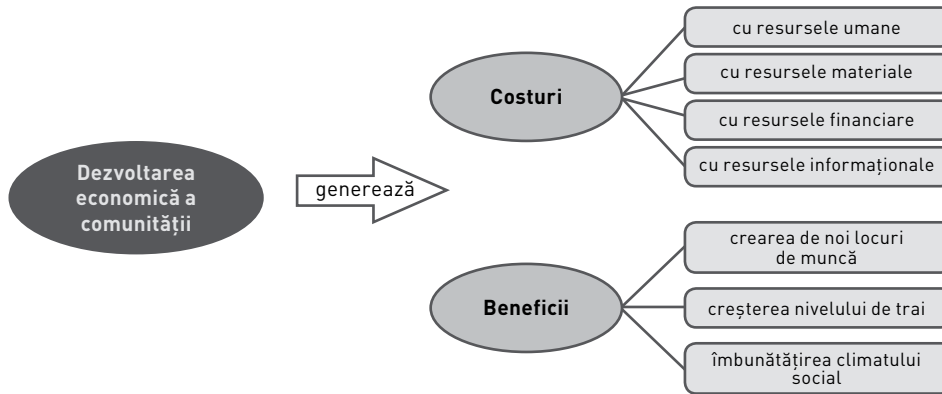 Dezvoltarea
economică a
comunității
generează
Costuri
cu resursele umane
cu resursele materiale
cu resursele financiare
cu resursele informaționale
Beneficii
crearea de noi locuri
de muncă
creșterea nivelului de trai
îmbunătățirea climatului
social